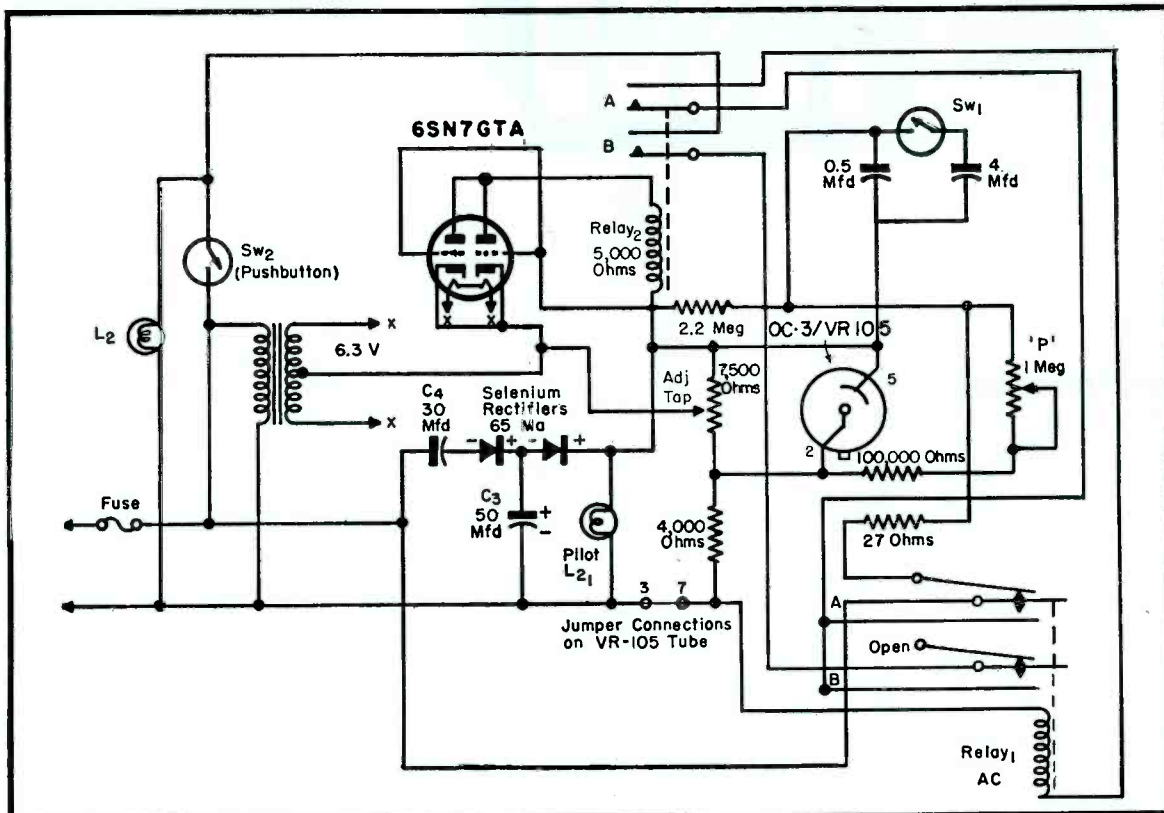 A
6SN7GTA
B
Sw1
0.5
Mfd
4
Mfd
Relay2
5,000
Ohms
Sw2
(Pushbutton)
L2
6.3 V
X
X
X
X
2.2 Meg
OC-3/VR 105
'P'
1 Meg
7,500
Ohms
Adj
Tap
5
2
C4
30
Mfd
Selenium
Rectifiers
65 Ma
- + - +
100,000 Ohms
Fuse
C3
50
Mfd
+
-
Pilot
L21
4,000
Ohms
27 Ohms
3 7
Jumper Connections
on VR-105 Tube
A
Open
B
Relay1
AC